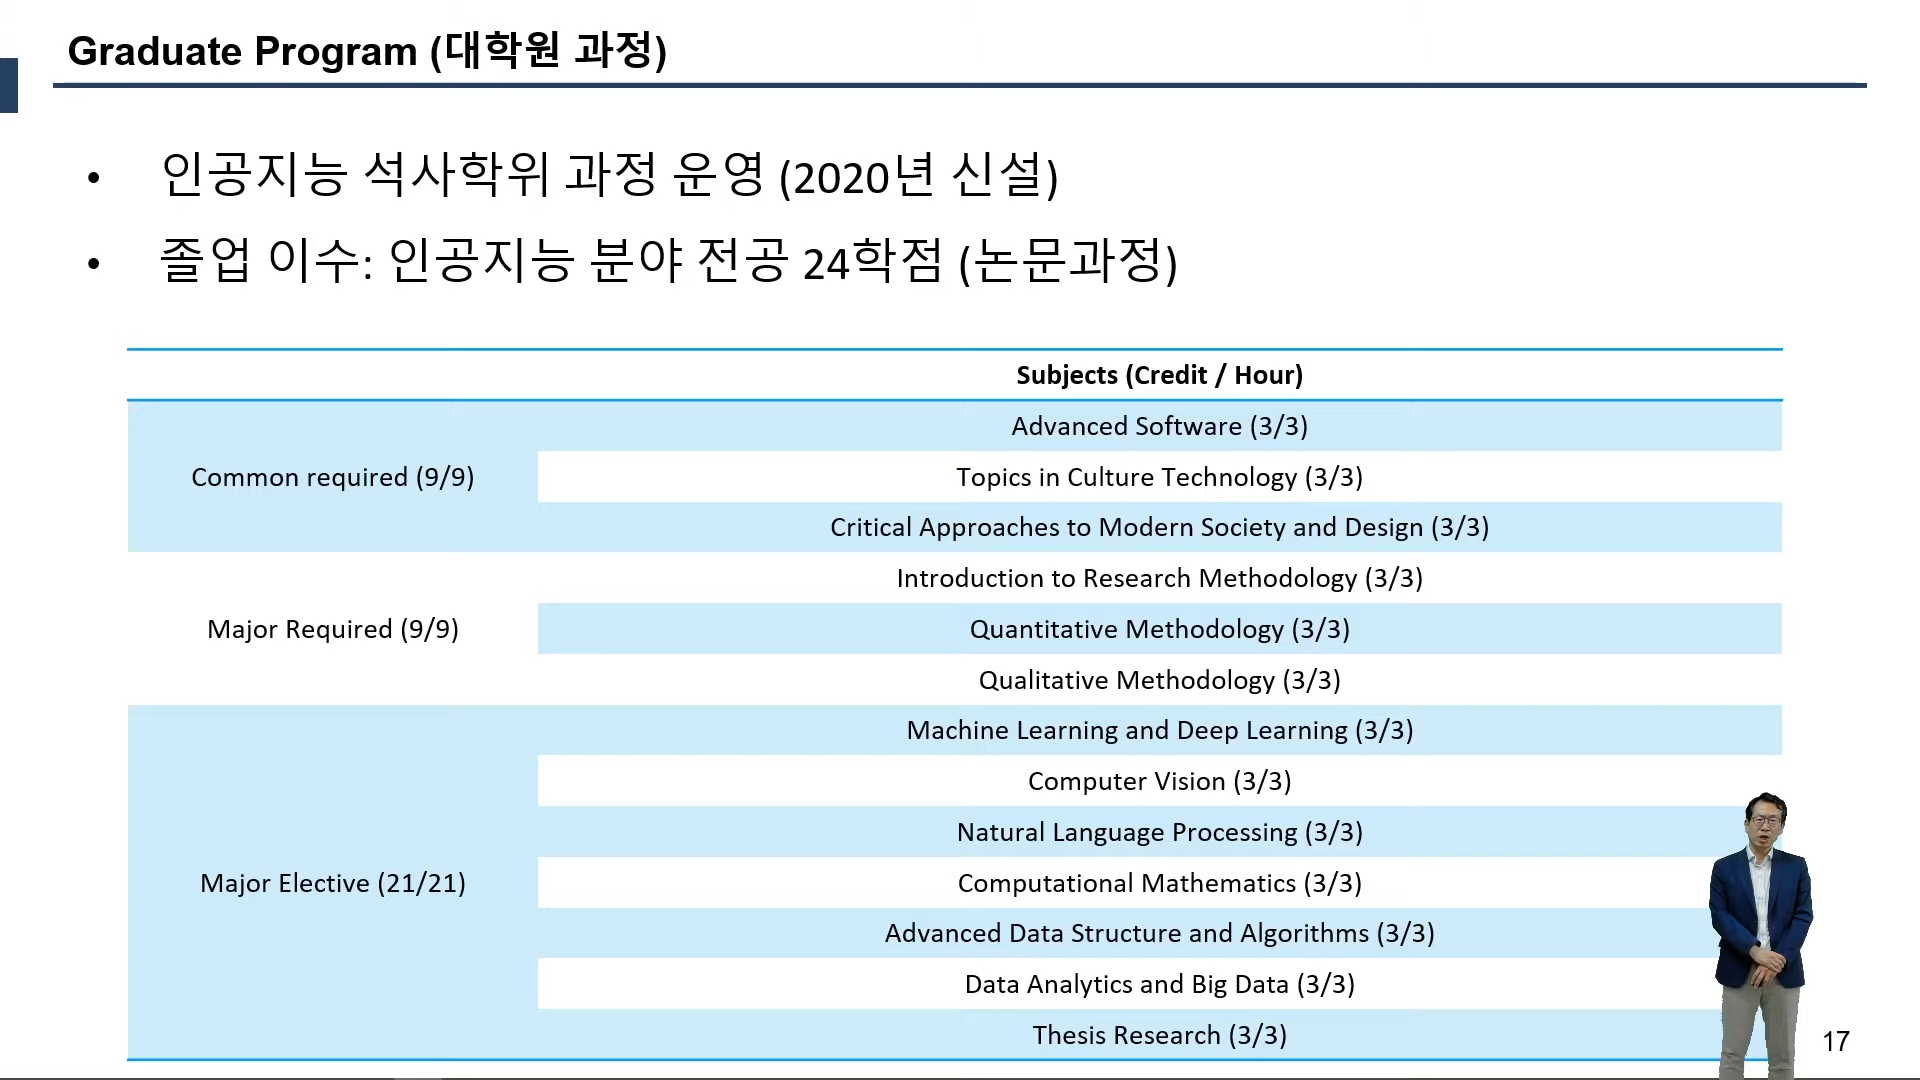 Graduate Program (대학원 과정)
• 인공지능 석사학위 과정 운영 (2020년 신설)
• 졸업 이수: 인공지능 분야 전공 24학점 (논문과정)
Subjects (Credit / Hour)
Common required (9/9)
Advanced Software (3/3)
Topics in Culture Technology (3/3)
Critical Approaches to Modern Society and Design (3/3)
Major Required (9/9)
Introduction to Research Methodology (3/3)
Quantitative Methodology (3/3)
Qualitative Methodology (3/3)
Major Elective (21/21)
Machine Learning and Deep Learning (3/3)
Computer Vision (3/3)
Natural Language Processing (3/3)
Computational Mathematics (3/3)
Advanced Data Structure and Algorithms (3/3)
Data Analytics and Big Data (3/3)
Thesis Research (3/3)
17